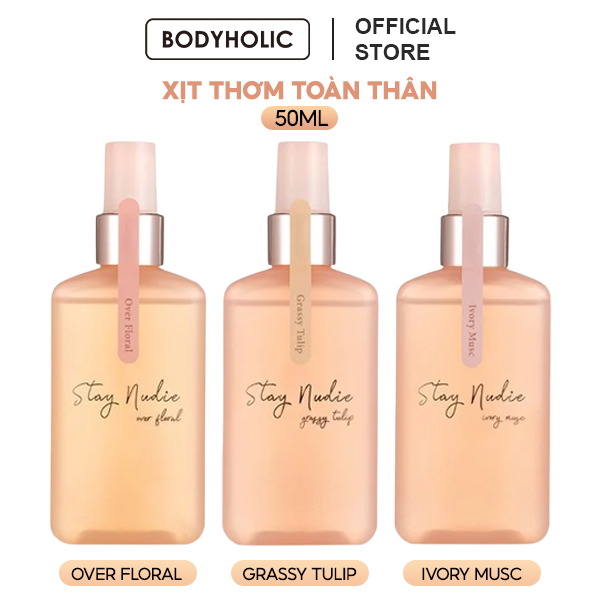 BODYHOLIC
OFFICIAL
STORE
XỊT THƠM TOÀN THÂN
50ML
Over Floral
Grassy Tulip
Ivory Musc
Stay Nudie
over floral
Stay Nudie
grassy tulip
Stay Nudie
ivory musc
OVER FLORAL
GRASSY TULIP
IVORY MUSC